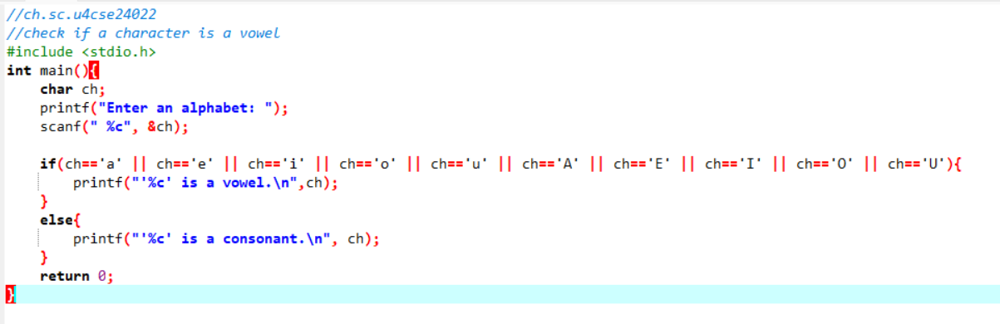 //ch.sc.u4cse24022
//check if a character is a vowel
#include <stdio.h>
int main(){
    char ch;
    printf("Enter an alphabet: ");
    scanf(" %c", &ch);

    if(ch=='a' || ch=='e' || ch=='i' || ch=='o' || ch=='u' || ch=='A' || ch=='E' || ch=='I' || ch=='O' || ch=='U'){
        printf("'%c' is a vowel.\n",ch);
    }
    else{
        printf("'%c' is a consonant.\n", ch);
    }
    return 0;
}